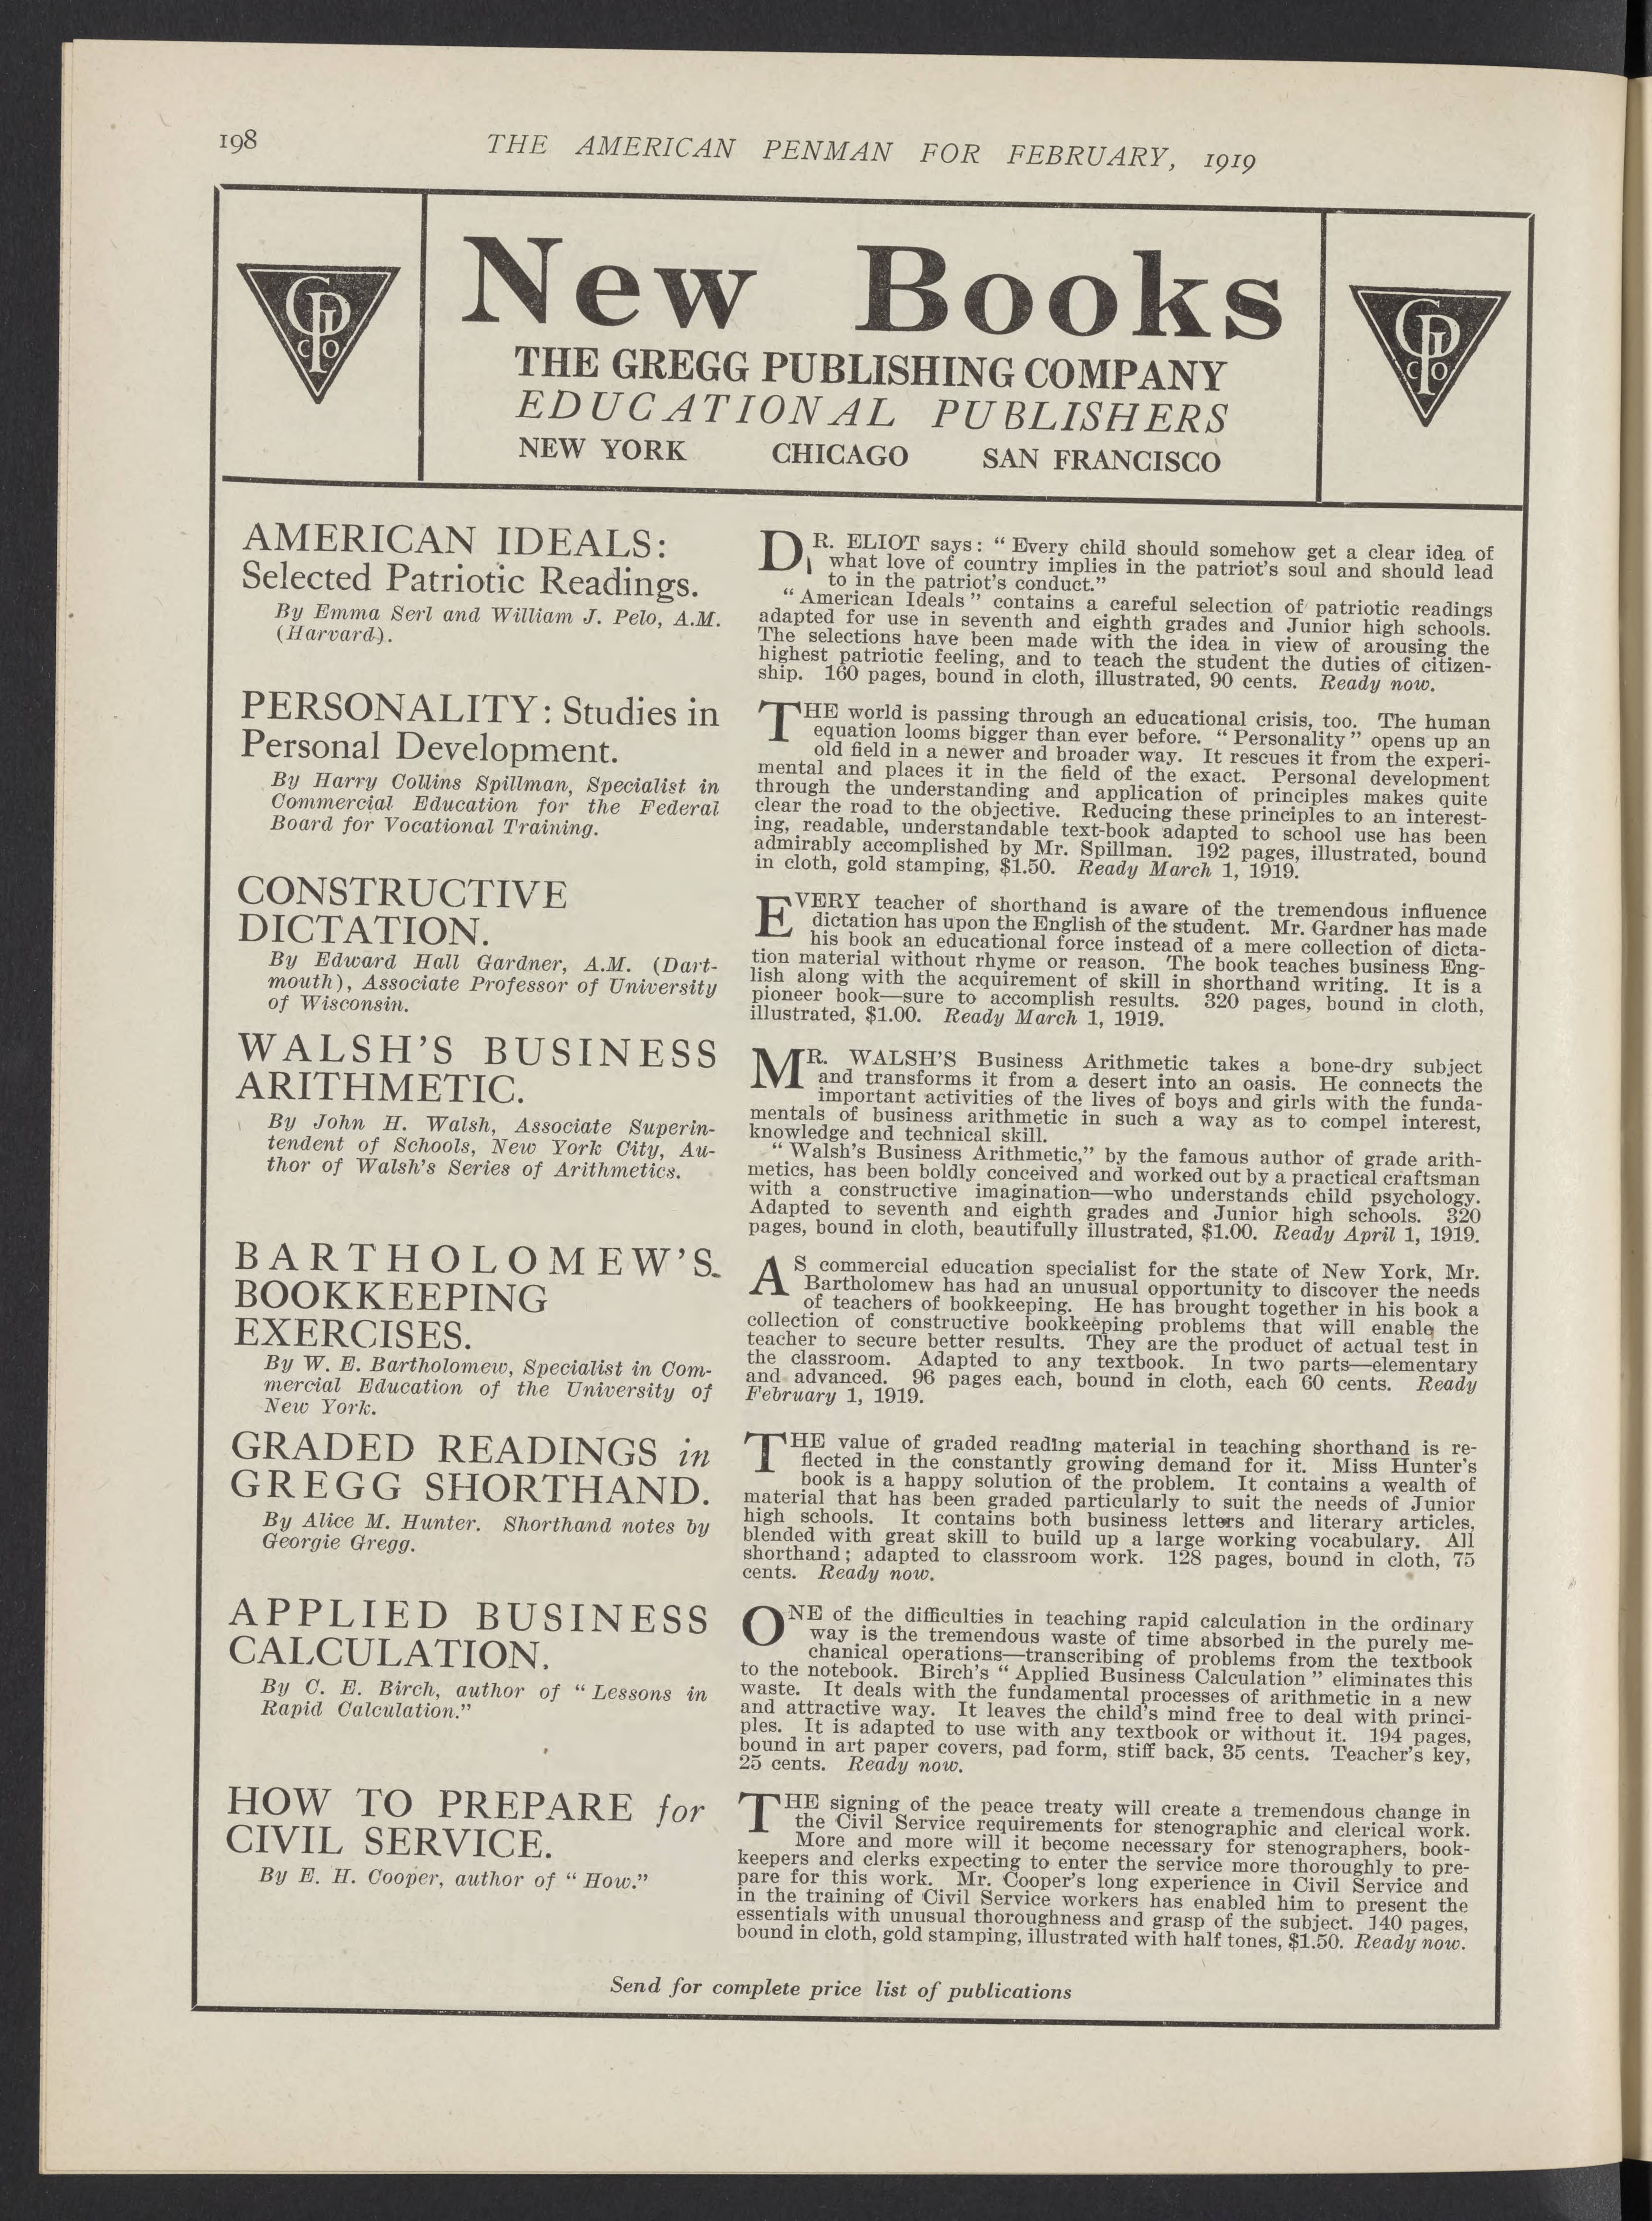 198
THE AMERICAN PENMAN FOR FEBRUARY, 1919
New Books
THE GREGG PUBLISHING COMPANY
EDUCATIONAL PUBLISHERS
NEW YORK CHICAGO SAN FRANCISCO
GPCO
GPCO
AMERICAN IDEALS:
Selected Patriotic Readings.
By Emma Serl and William J. Pelo, A.M.
(Harvard).
DR. ELIOT says: “ Every child should somehow get a clear idea of
what love of country implies in the patriot's soul and should lead
to in the patriot's conduct.”
“ American Ideals ” contains a careful selection of patriotic readings
adapted for use in seventh and eighth grades and Junior high schools.
The selections have been made with the idea in view of arousing the
highest patriotic feeling, and to teach the student the duties of citizen-
ship. 160 pages, bound in cloth, illustrated, 90 cents. Ready now.
PERSONALITY: Studies in
Personal Development.
By Harry Collins Spillman, Specialist in
Commercial Education for the Federal
Board for Vocational Training.
THE world is passing through an educational crisis, too. The human
equation looms bigger than ever before. “ Personality ” opens up an
old field in a newer and broader way. It rescues it from the experi-
mental and places it in the field of the exact. Personal development
through the understanding and application of principles makes quite
clear the road to the objective. Reducing these principles to an interest-
ing, readable, understandable text-book adapted to school use has been
admirably accomplished by Mr. Spillman. 192 pages, illustrated, bound
in cloth, gold stamping, $1.50. Ready March 1, 1919.
CONSTRUCTIVE
DICTATION.
By Edward Hall Gardner, A.M. (Dart-
mouth), Associate Professor of University
of Wisconsin.
EVERY teacher of shorthand is aware of the tremendous influence
dictation has upon the English of the student. Mr. Gardner has made
his book an educational force instead of a mere collection of dicta-
tion material without rhyme or reason. The book teaches business Eng-
lish along with the acquirement of skill in shorthand writing. It is a
pioneer book—sure to accomplish results. 320 pages, bound in cloth,
illustrated, $1.00. Ready March 1, 1919.
WALSH'S BUSINESS
ARITHMETIC.
By John H. Walsh, Associate Superin-
tendent of Schools, New York City, Au-
thor of Walsh's Series of Arithmetics.
MR. WALSH'S Business Arithmetic takes a bone-dry subject
and transforms it from a desert into an oasis. He connects the
important activities of the lives of boys and girls with the funda-
mentals of business arithmetic in such a way as to compel interest,
knowledge and technical skill.
“ Walsh's Business Arithmetic,” by the famous author of grade arith-
metics, has been boldly conceived and worked out by a practical craftsman
with a constructive imagination—who understands child psychology.
Adapted to seventh and eighth grades and Junior high schools. 320
pages, bound in cloth, beautifully illustrated, $1.00. Ready April 1, 1919.
BARTHOLOMEW'S
BOOKKEEPING
EXERCISES.
By W. E. Bartholomew, Specialist in Com-
mercial Education of the University of
New York.
AS commercial education specialist for the state of New York, Mr.
Bartholomew has had an unusual opportunity to discover the needs
of teachers of bookkeeping. He has brought together in his book a
collection of constructive bookkeeping problems that will enable the
teacher to secure better results. They are the product of actual test in
the classroom. Adapted to any textbook. In two parts—elementary
and advanced. 96 pages each, bound in cloth, each 60 cents. Ready
February 1, 1919.
GRADED READINGS in
GREGG SHORTHAND.
By Alice M. Hunter. Shorthand notes by
Georgie Gregg.
THE value of graded reading material in teaching shorthand is re-
flected in the constantly growing demand for it. Miss Hunter's
book is a happy solution of the problem. It contains a wealth of
material that has been graded particularly to suit the needs of Junior
high schools. It contains both business letters and literary articles,
blended with great skill to build up a large working vocabulary. All
shorthand; adapted to classroom work. 128 pages, bound in cloth, 75
cents. Ready now.
APPLIED BUSINESS
CALCULATION.
By C. E. Birch, author of “ Lessons in
Rapid Calculation.”
ONE of the difficulties in teaching rapid calculation in the ordinary
way is the tremendous waste of time absorbed in the purely me-
chanical operations—transcribing of problems from the textbook
to the notebook. Birch's “ Applied Business Calculation ” eliminates this
waste. It deals with the fundamental processes of arithmetic in a new
and attractive way. It leaves the child's mind free to deal with princi-
ples. It is adapted to use with any textbook or without it. 194 pages,
bound in art paper covers, pad form, stiff back, 35 cents. Teacher's key,
25 cents. Ready now.
HOW TO PREPARE for
CIVIL SERVICE.
By E. H. Cooper, author of “ How.”
THE signing of the peace treaty will create a tremendous change in
the Civil Service requirements for stenographic and clerical work.
More and more will it become necessary for stenographers, book-
keepers and clerks expecting to enter the service more thoroughly to pre-
pare for this work. Mr. Cooper's long experience in Civil Service and
in the training of Civil Service workers has enabled him to present the
essentials with unusual thoroughness and grasp of the subject. 140 pages,
bound in cloth, gold stamping, illustrated with half tones, $1.50. Ready now.
Send for complete price list of publications